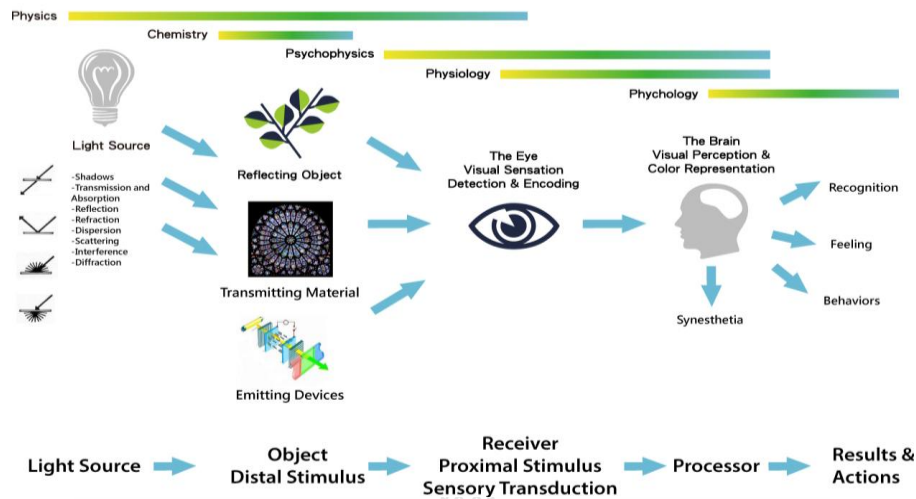 Physics
Chemistry
Psychophysics
Physiology
Phychology
Light Source
-Shadows
-Transmission and
Absorption
-Reflection
-Refraction
-Dispersion
-Scattering
-Interference
-Diffraction
Reflecting Object
Transmitting Material
Emitting Devices
The Eye
Visual Sensation
Detection & Encoding
The Brain
Visual Perception &
Color Representation
Recognition
Feeling
Behaviors
Synesthetia
Light Source
Object
Distal Stimulus
Receiver
Proximal Stimulus
Sensory Transduction
Processor
Results &
Actions